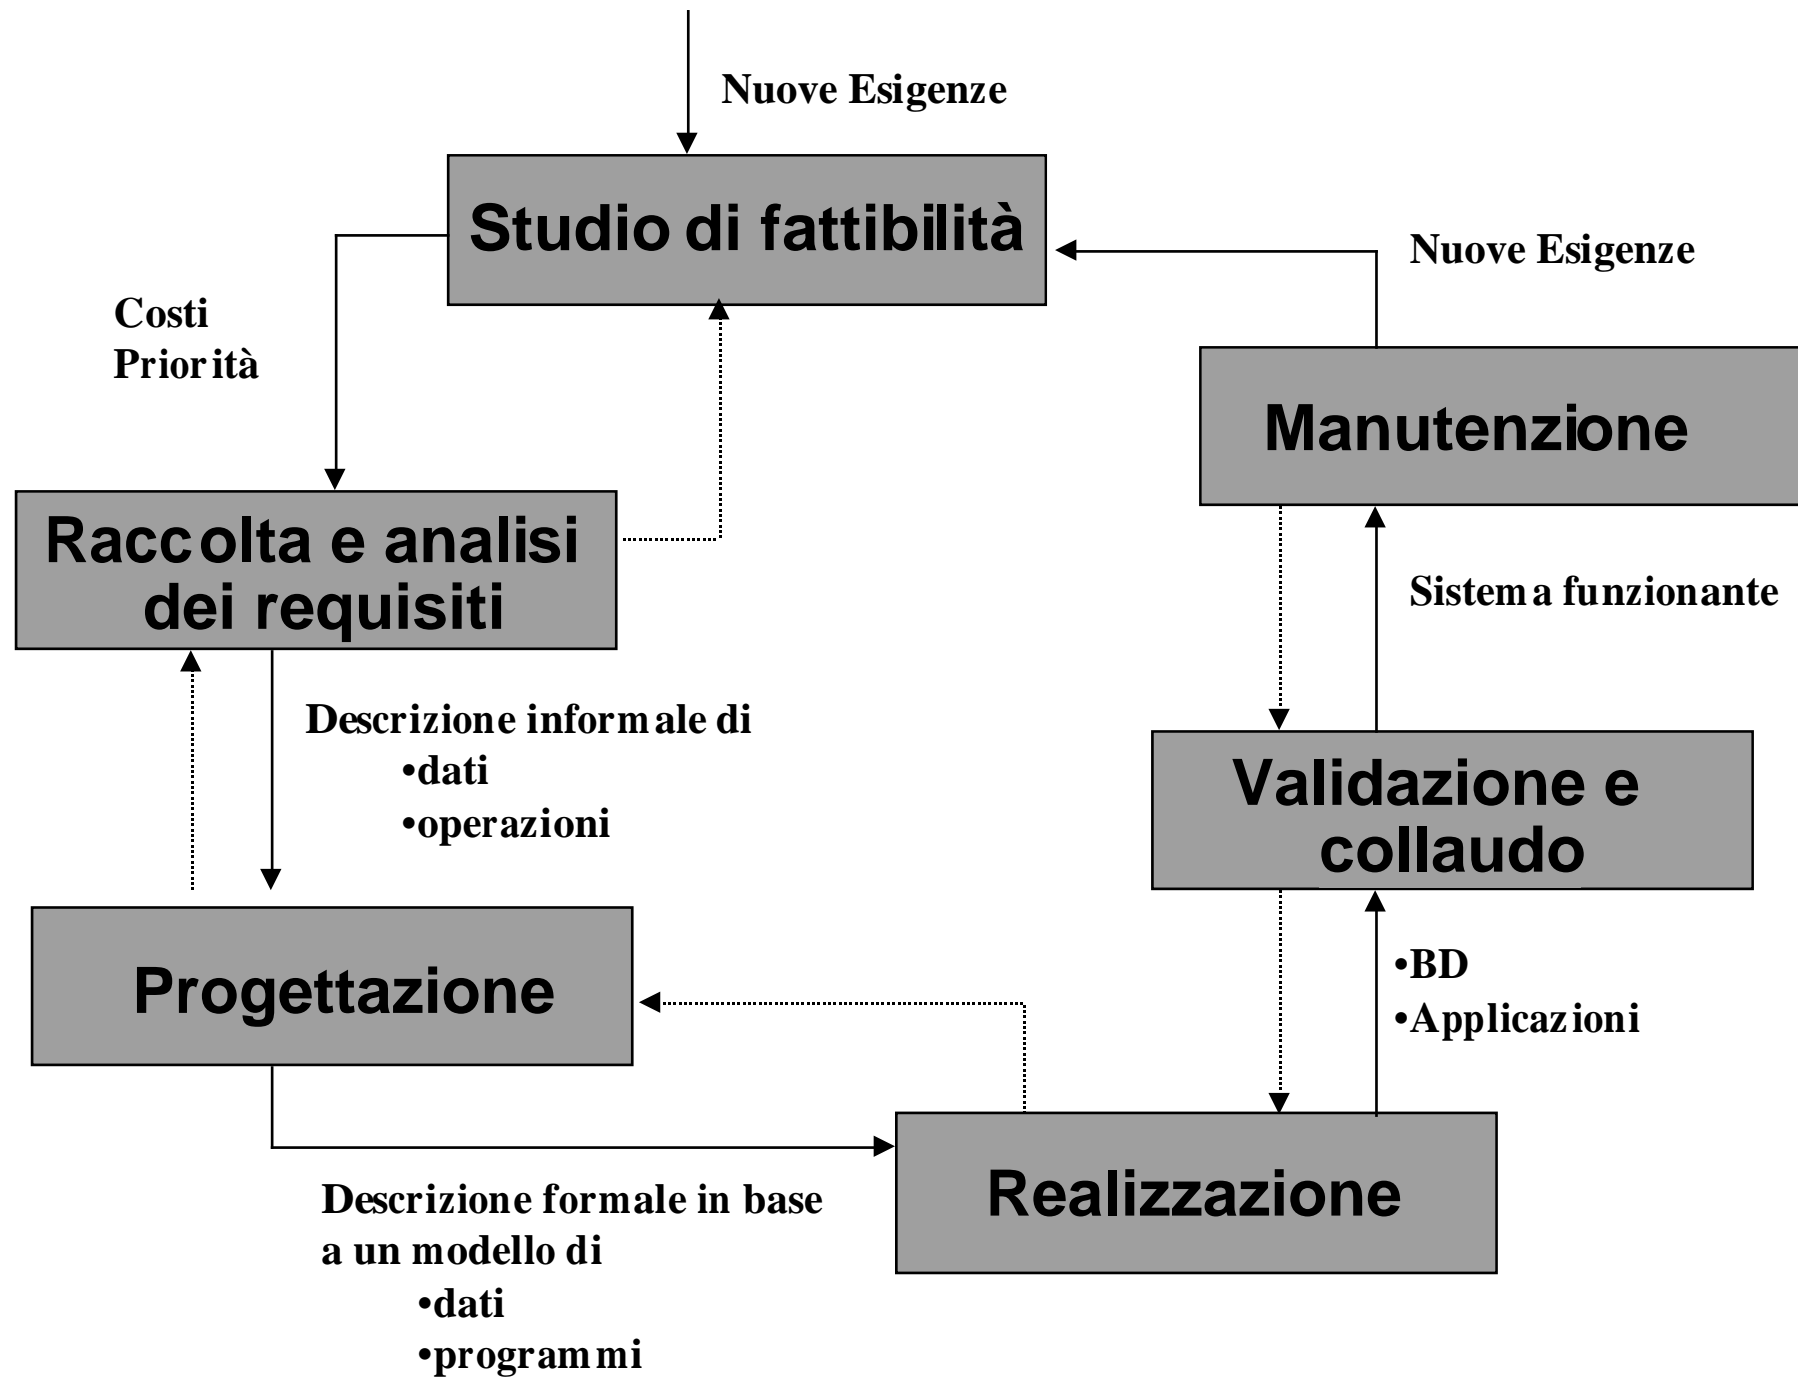 Nuove Esigenze
Studio di fattibilità
Nuove Esigenze
Costi
Priorità
Manutenzione
Raccolta e analisi
dei requisiti
Sistema funzionante
Descrizione informale di
•dati
•operazioni
Validazione e
collaudo
Progettazione
•BD
•Applicazioni
Realizzazione
Descrizione formale in base
a un modello di
•dati
•programmi